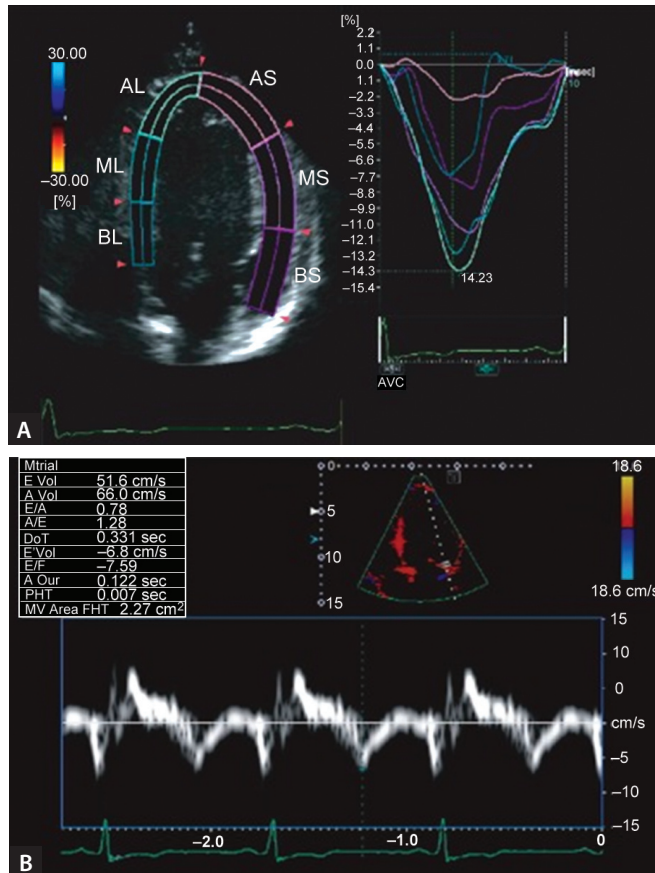 30.00
−30.00
[%]
AL
AS
ML
MS
BL
BS
[%]
2.2
1.1
0.0
−1.1
−2.2
−3.3
−4.4
−5.5
−6.6
−7.7
−8.8
−9.9
−11.0
−12.1
−13.2
−14.3
−15.4
10
14.23
AVC
A
Mtrial
E Vol 51.6 cm/s
A Vol 66.0 cm/s
E/A 0.78
A/E 1.28
DoT 0.331 sec
E'Vol −6.8 cm/s
E/F −7.59
A Our 0.122 sec
PHT 0.007 sec
MV Area FHT 2.27 cm²
0
5
10
15
18.6
18.6 cm/s
15
10
0
cm/s
−5
−10
−15
−2.0
−1.0
0
B